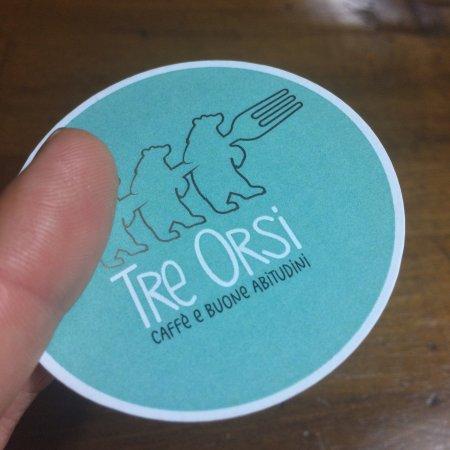 TRe ORSi
CAFFÈ e BUONe ABiTUDiNi